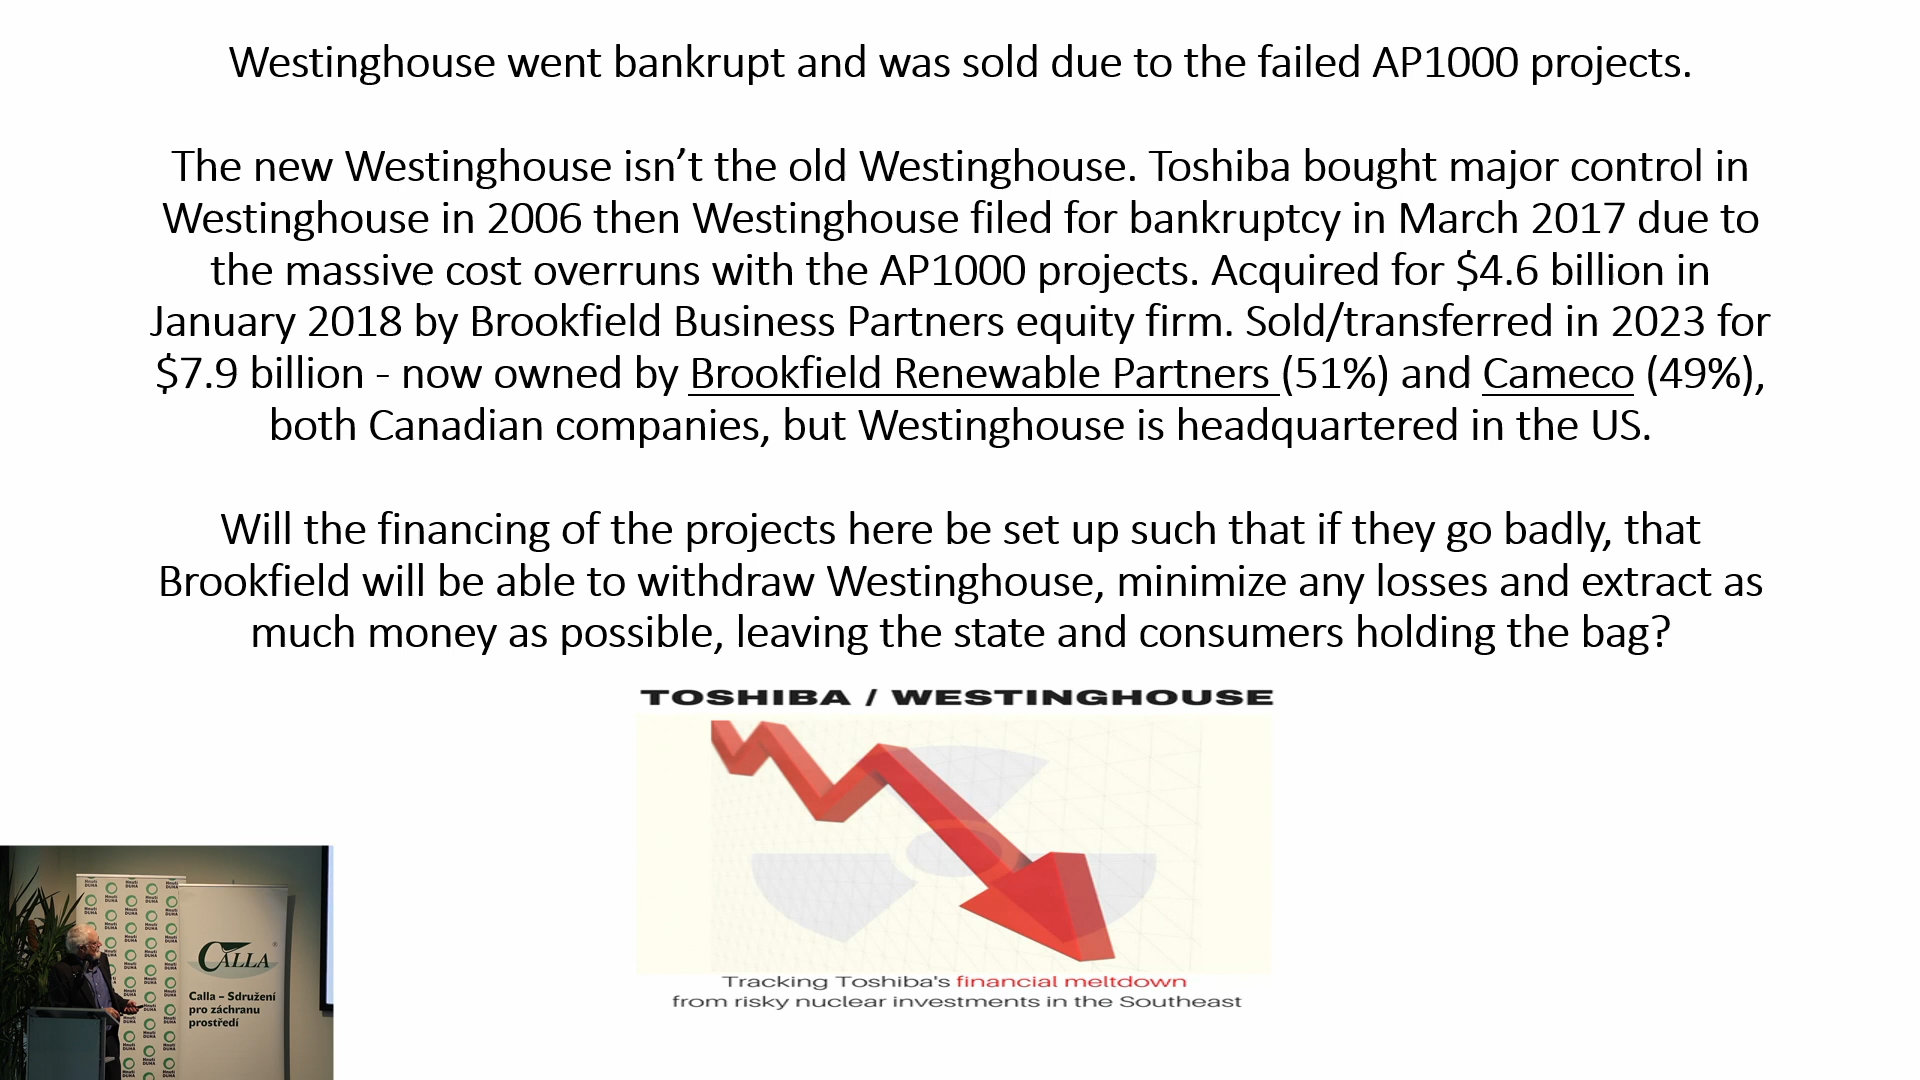 Westinghouse went bankrupt and was sold due to the failed AP1000 projects.
The new Westinghouse isn’t the old Westinghouse. Toshiba bought major control in
Westinghouse in 2006 then Westinghouse filed for bankruptcy in March 2017 due to
the massive cost overruns with the AP1000 projects. Acquired for $4.6 billion in
January 2018 by Brookfield Business Partners equity firm. Sold/transferred in 2023 for
$7.9 billion - now owned by Brookfield Renewable Partners (51%) and Cameco (49%),
both Canadian companies, but Westinghouse is headquartered in the US.
Will the financing of the projects here be set up such that if they go badly, that
Brookfield will be able to withdraw Westinghouse, minimize any losses and extract as
much money as possible, leaving the state and consumers holding the bag?
TOSHIBA / WESTINGHOUSE
Tracking Toshiba's financial meltdown
from risky nuclear investments in the Southeast
Hnutí
DUHA
CALLA
Calla – Sdružení
pro záchranu
prostředí